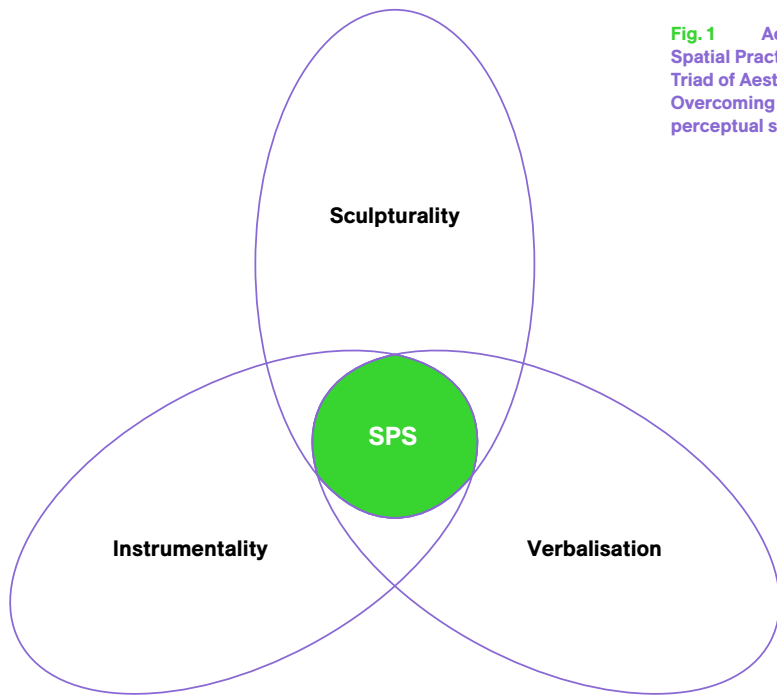 Fig. 1
Spatial
Triad of
Overcoming
perceptual
Sculpturality
SPS
Instrumentality
Verbalisation